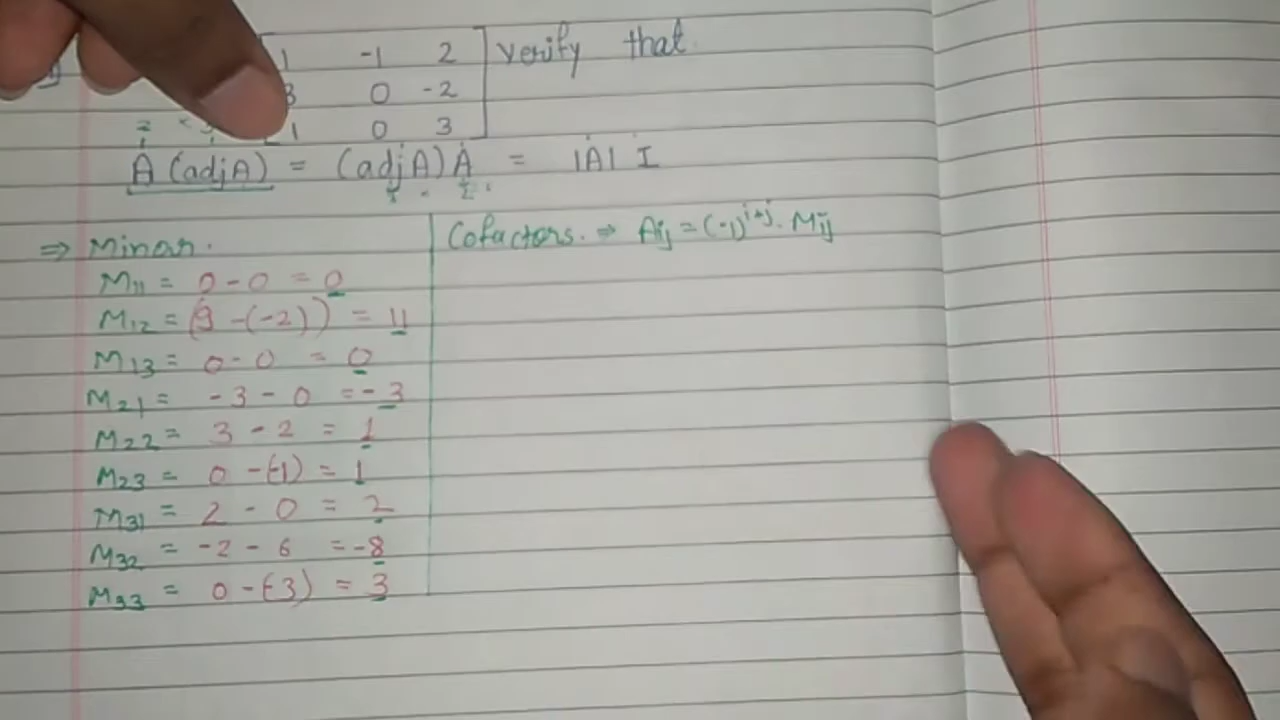 1 -1 2 verify that
3 0 -2
1 0 3
A (adjA) = (adjA) A = |A| I
⇒ Minor.
Cofactors. ⇒ Aij = (-1)^i+j. Mij
M11 = 0 - 0 = 0
M12 = (9 -(-2)) = 11
M13 = 0 - 0 = 0
M21 = -3 - 0 = -3
M22 = 3 - 2 = 1
M23 = 0 -(-1) = 1
M31 = 2 - 0 = 2
M32 = -2 - 6 = -8
M33 = 0 -(-3) = 3